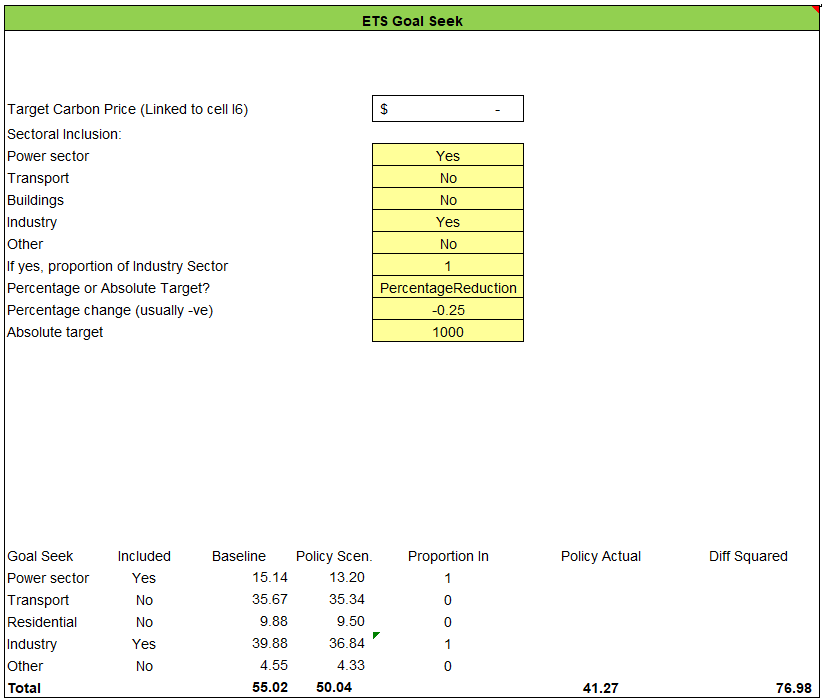 ETS Goal Seek
Target Carbon Price (Linked to cell I6) $ -
Sectoral Inclusion:
Power sector Yes
Transport No
Buildings No
Industry Yes
Other No
If yes, proportion of Industry Sector 1
Percentage or Absolute Target? PercentageReduction
Percentage change (usually -ve) -0.25
Absolute target 1000
Goal Seek Included Baseline Policy Scen. Proportion In Policy Actual Diff Squared
Power sector Yes 15.14 13.20 1
Transport No 35.67 35.34 0
Residential No 9.88 9.50 0
Industry Yes 39.88 36.84 1
Other No 4.55 4.33 0
Total 55.02 50.04 41.27 76.98